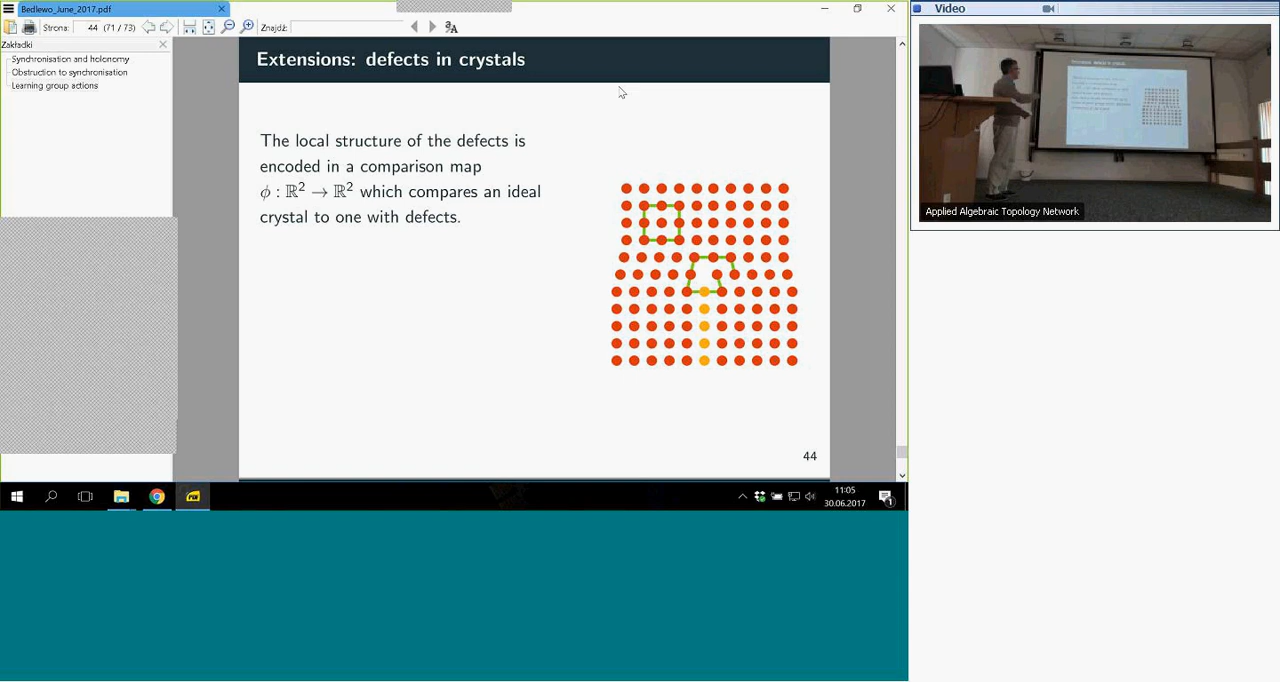 Bedlewo_June_2017.pdf
Strona: 44 (71 / 73)
Znajdź:
Zakładki
Synchronisation and holonomy
Obstruction to synchronisation
Learning group actions
Extensions: defects in crystals
The local structure of the defects is
encoded in a comparison map
ϕ : ℝ² → ℝ² which compares an ideal
crystal to one with defects.
44
11:05
30.06.2017
1
Video
Applied Algebraic Topology Network